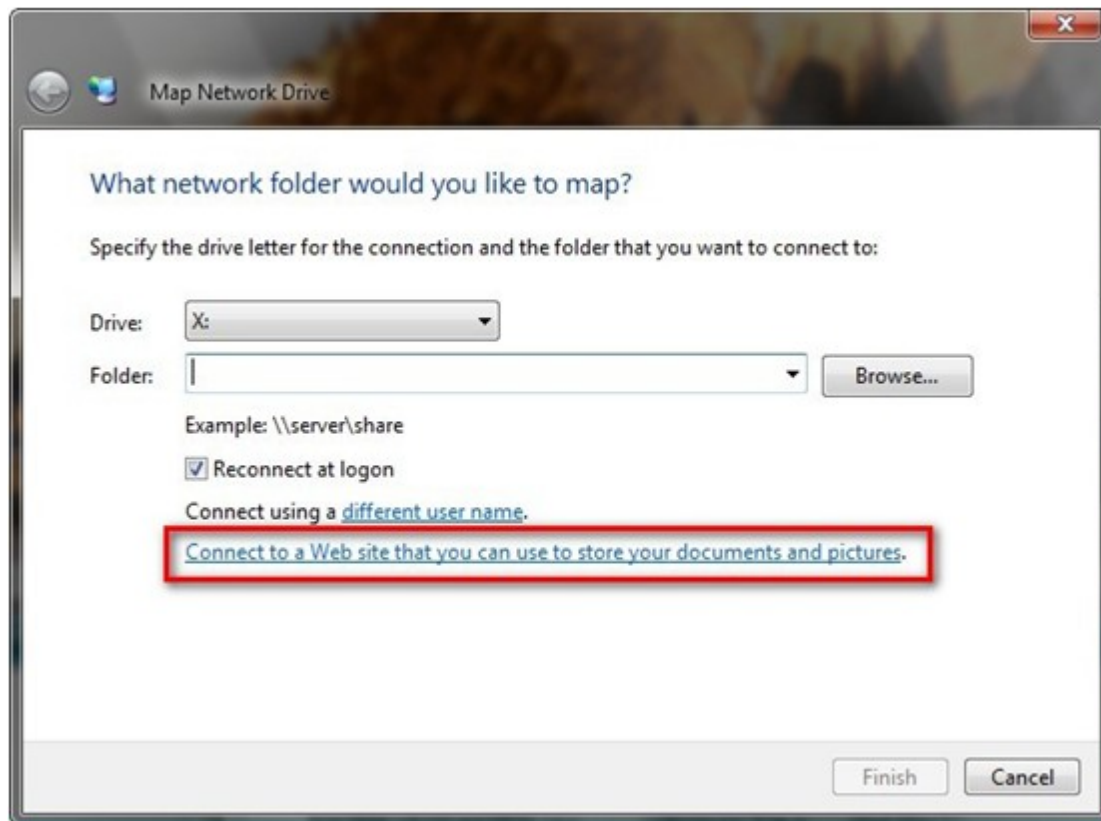 Map Network Drive
What network folder would you like to map?
Specify the drive letter for the connection and the folder that you want to connect to:
Drive: X:
Folder: Browse...
Example: \\server\share
Reconnect at logon
Connect using a different user name.
Connect to a Web site that you can use to store your documents and pictures.
Finish Cancel